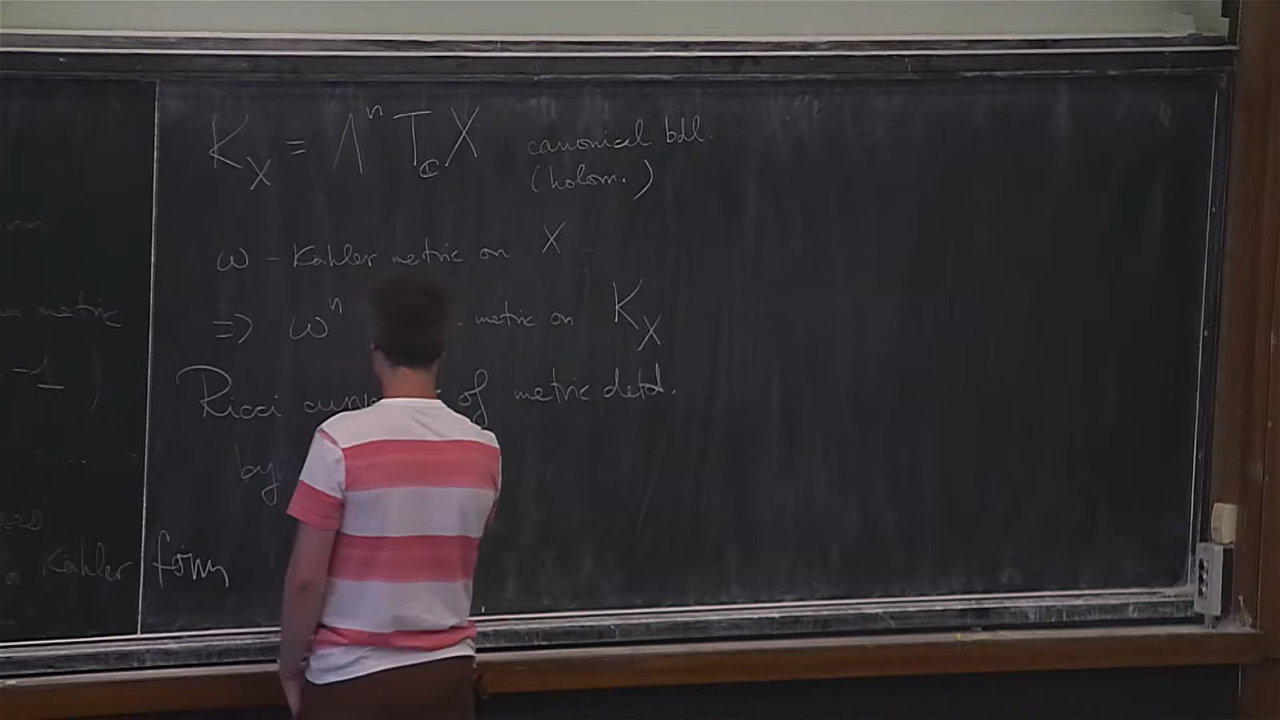 metric
-1 )
Kähler form
K_X = Λ^n T_ℂ X canonical bdl.
(holom.)
ω - Kähler metric on X
⇒ ω^n metric on K_X
Ricci of metric detd.
by